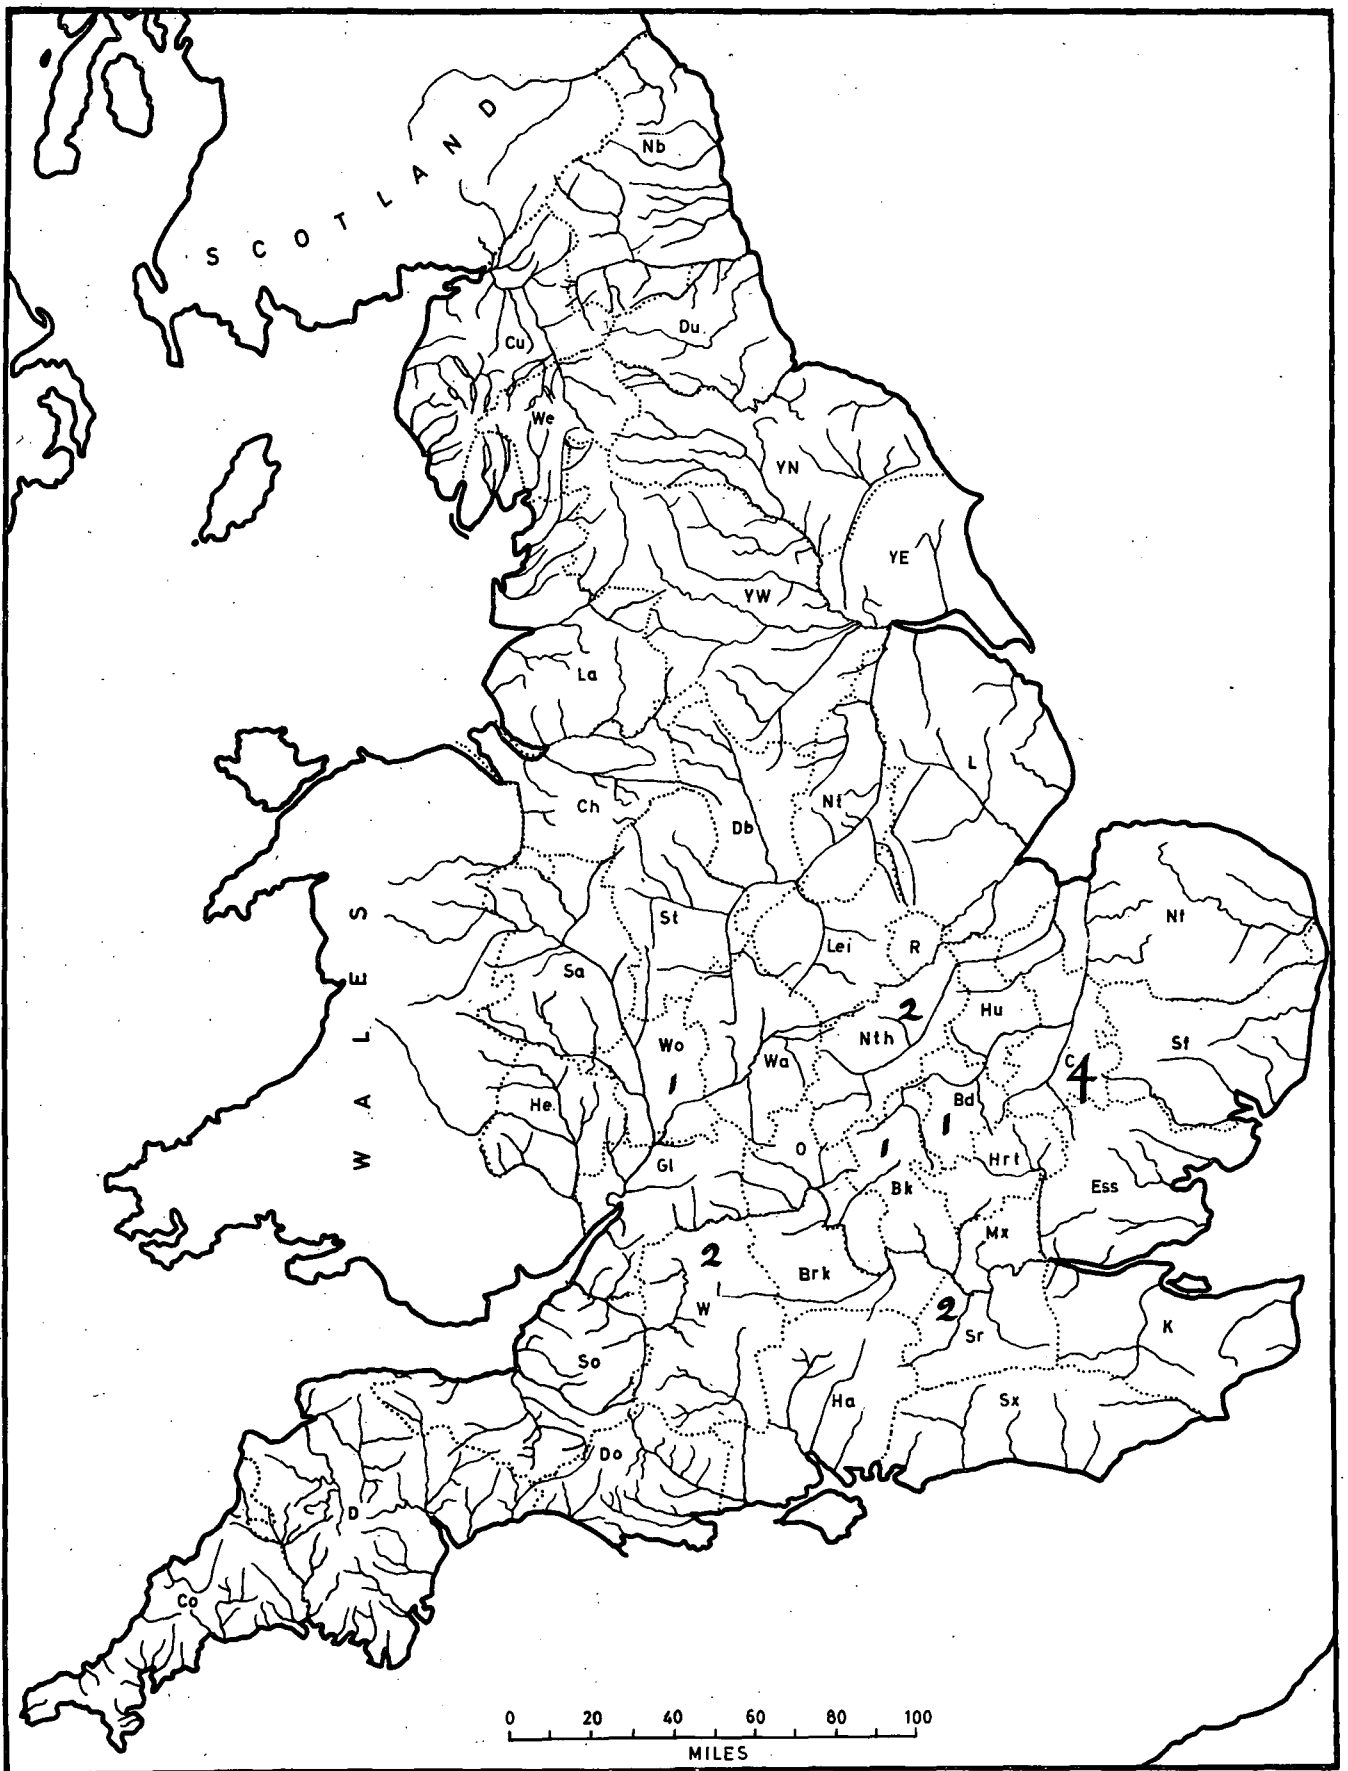 SCOTLAND
Nb
Du
Cu
We
YN
YE
YW
La
L
Ch
Nt
Db
Nf
St
Lei
R
Sa
WALES
2
Hu
Nth
Wo
Wa
Sf
C
4
1
He
Bd
1
O
1
Hrt
Gl
Bk
Ess
Mx
2
Brk
W
2
Sr
K
So
Ha
Sx
Do
D
Co
0 20 40 60 80 100
MILES